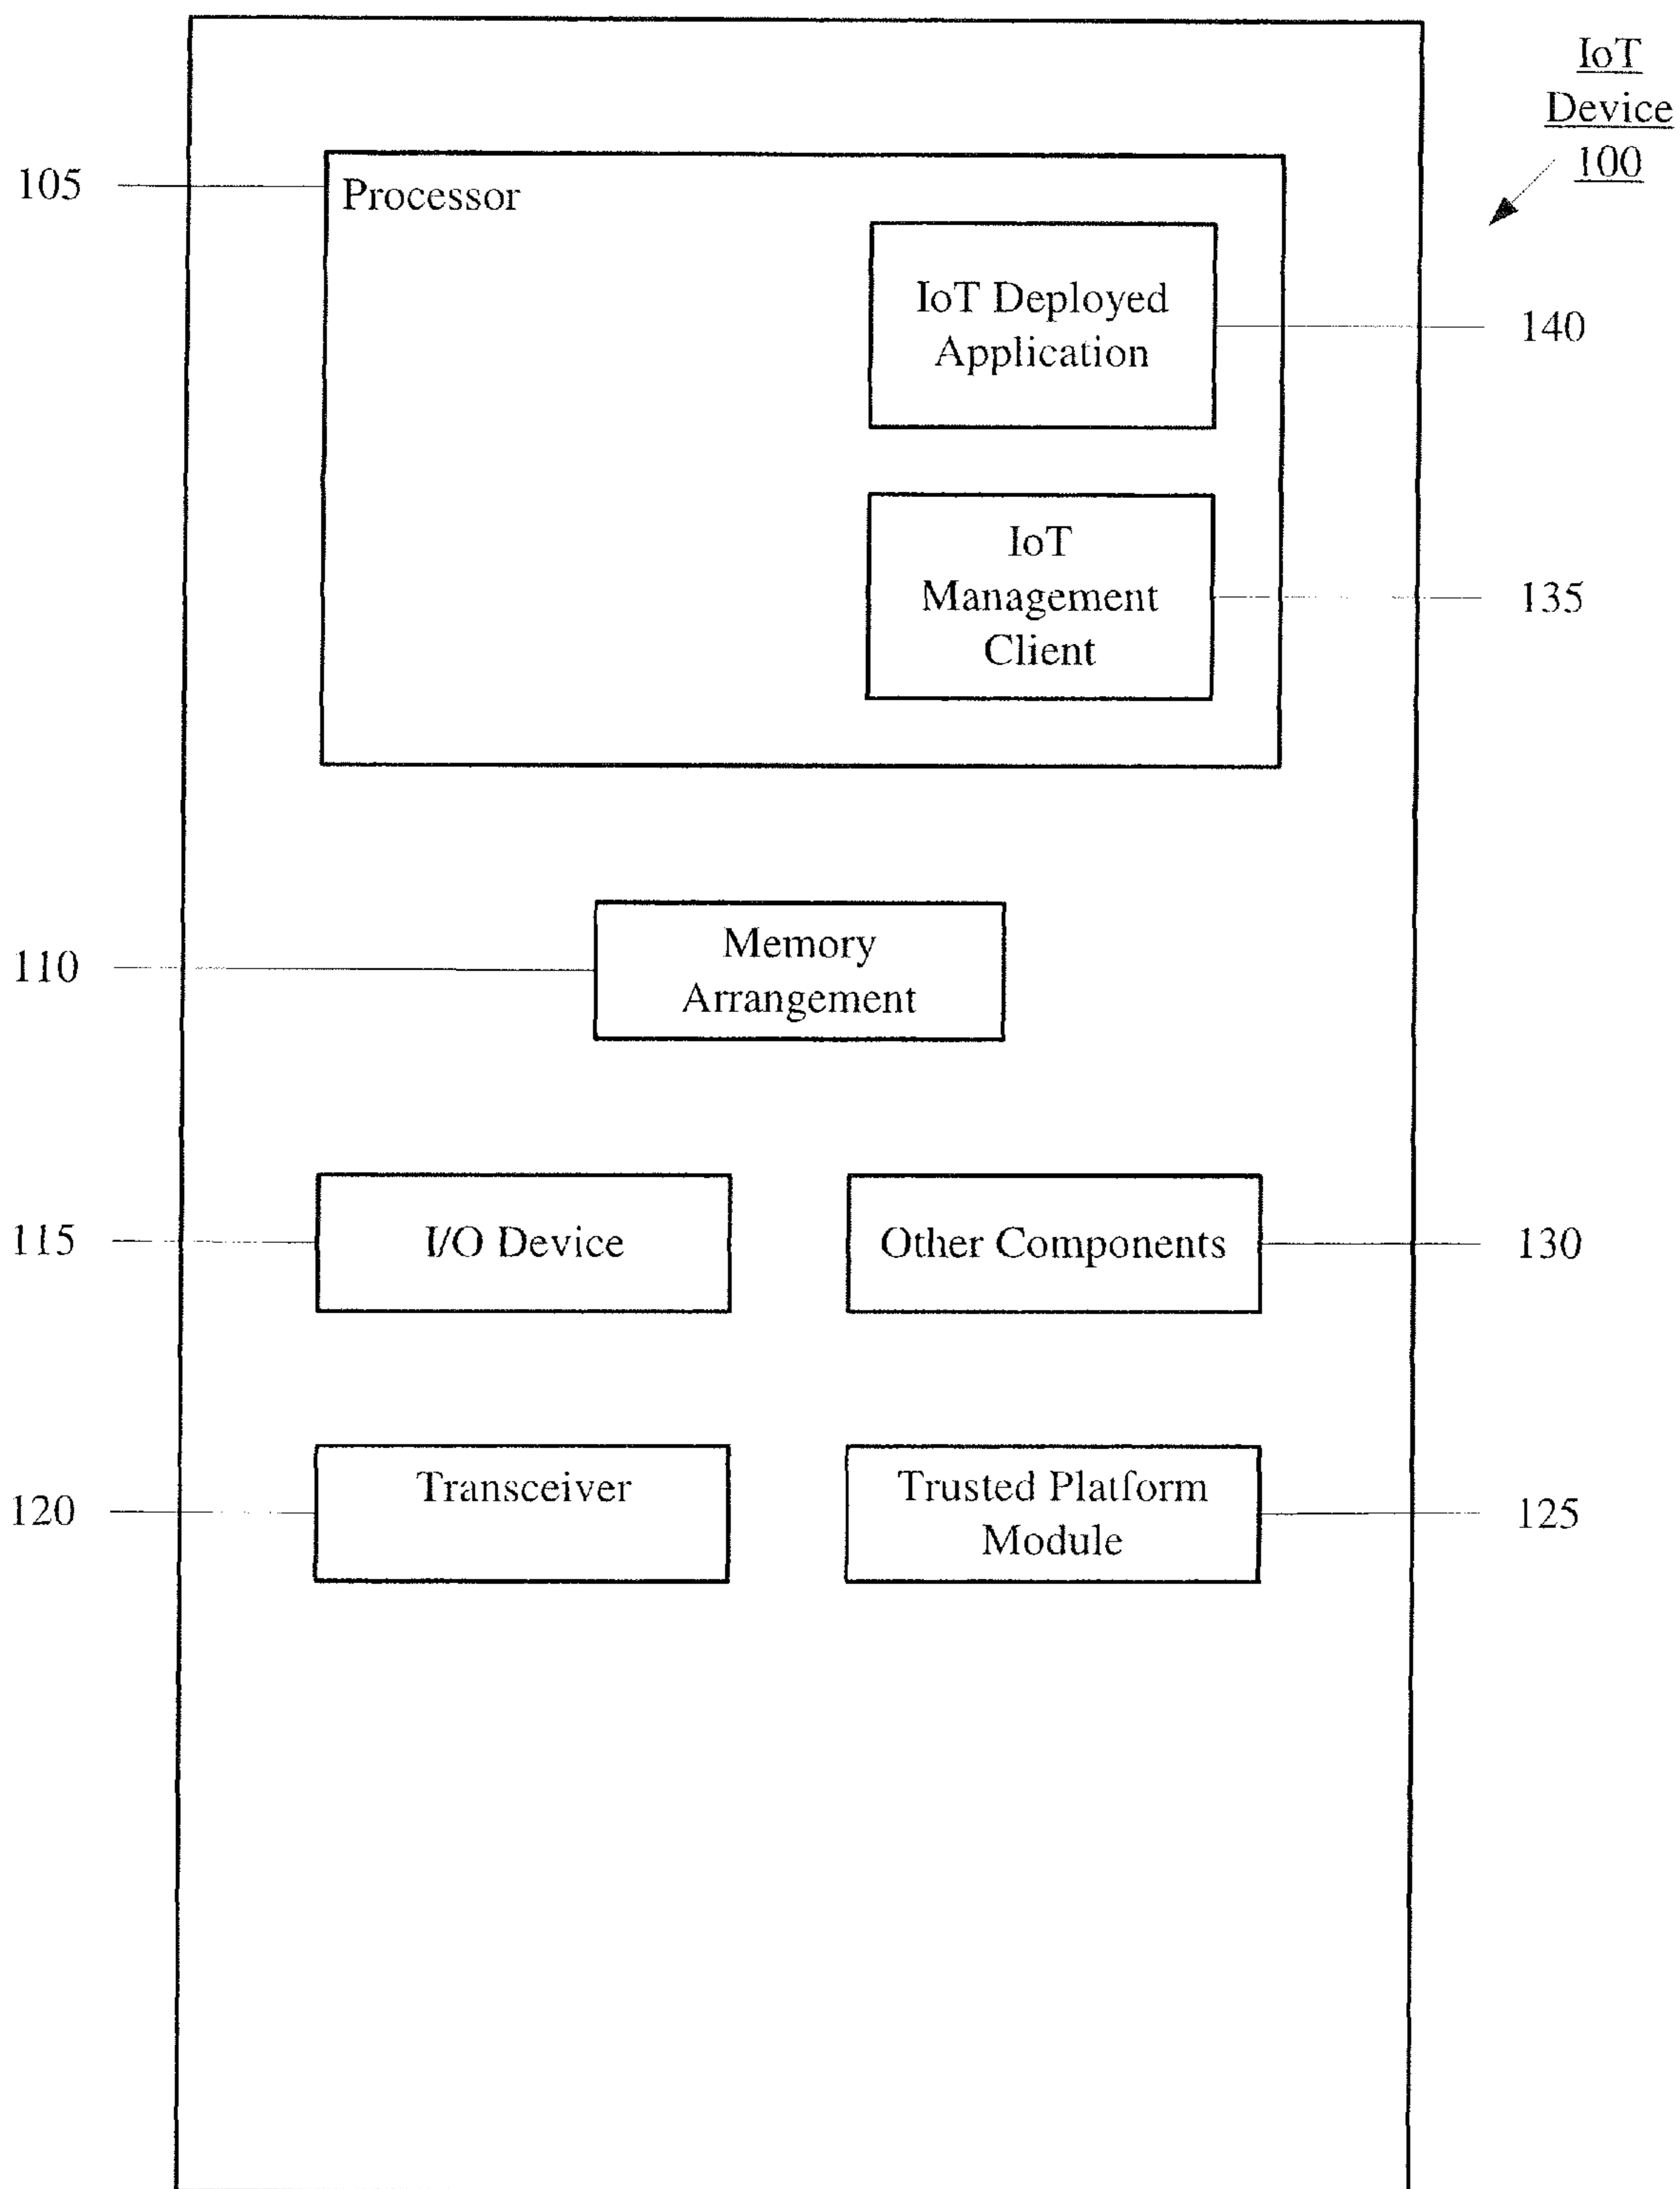 IoT
Device
100
105
Processor
IoT Deployed
Application
140
IoT
Management
Client
135
110
Memory
Arrangement
115
I/O Device
Other Components
130
120
Transceiver
Trusted Platform
Module
125